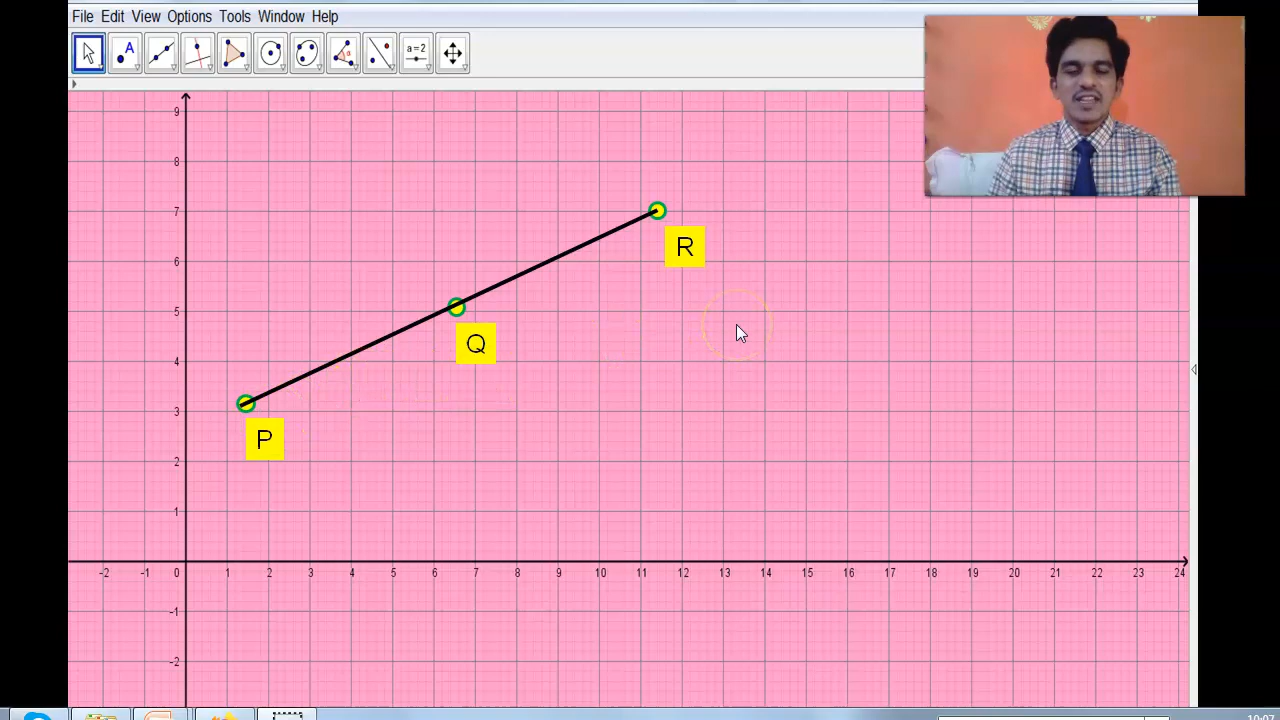 File Edit View Options Tools Window Help
A
a=2
9
8
7
R
6
5
Q
4
3
P
2
1
-2 -1 0 1 2 3 4 5 6 7 8 9 10 11 12 13 14 15 16 17 18 19 20 21 22 23 24
-1
-2